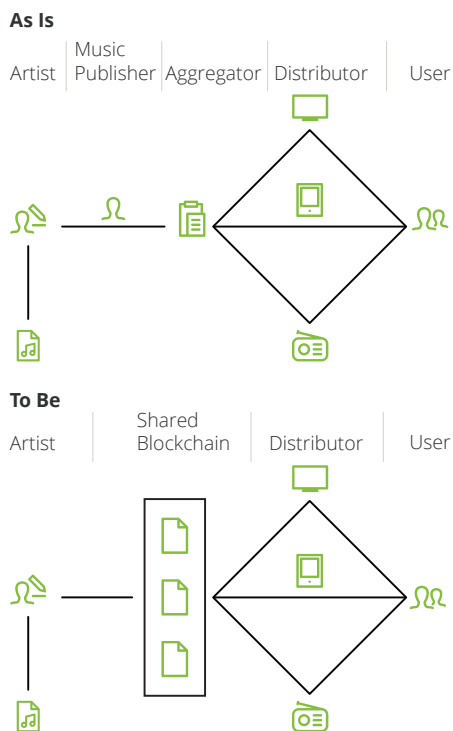 As Is
Artist
Music
Publisher
Aggregator
Distributor
User
To Be
Artist
Shared
Blockchain
Distributor
User